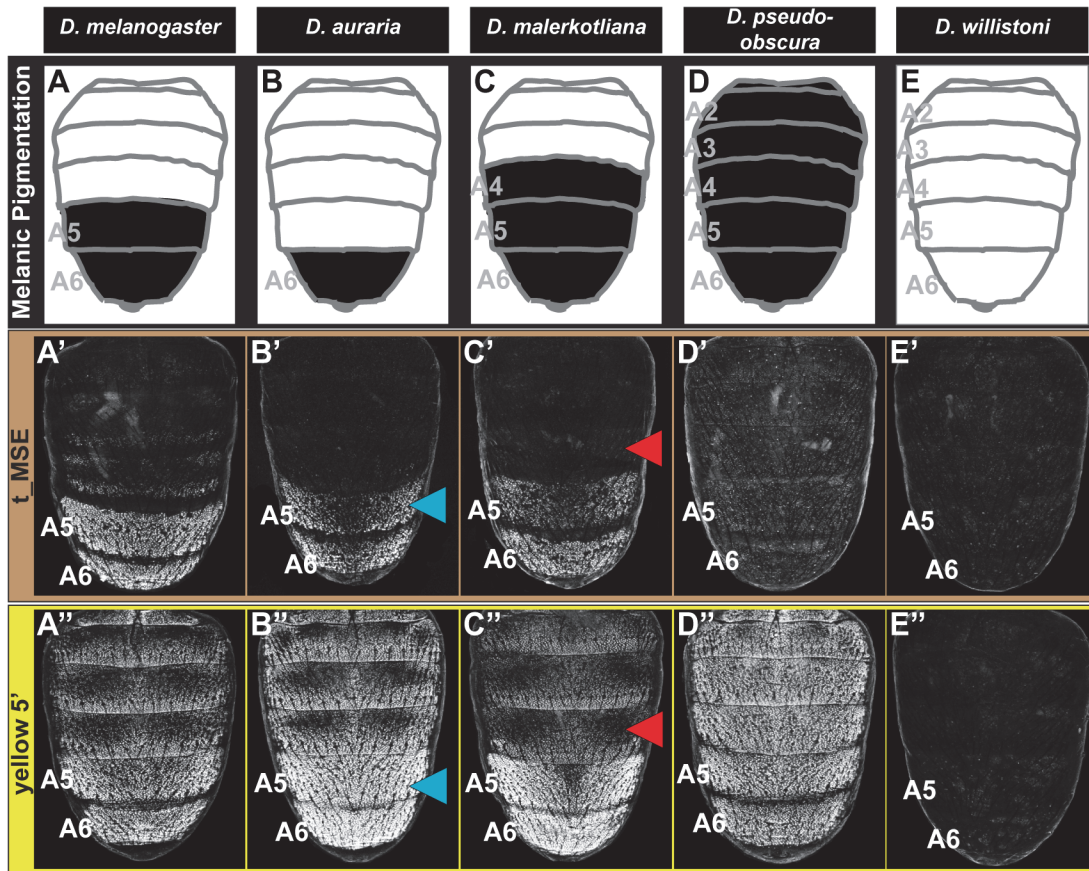 D. melanogaster
D. auraria
D. malerkotliana
D. pseudo-
obscura
D. willistoni
Melanic Pigmentation
A
A5
A6
B
A6
C
A4
A5
A6
D
A2
A3
A4
A5
A6
E
A2
A3
A4
A5
A6
t_MSE
A’
A5
A6
B’
A5
A6
C’
A5
A6
D’
A5
A6
E’
A5
A6
yellow 5’
A”
A5
A6
B”
A5
A6
C”
A5
A6
D”
A5
A6
E”
A5
A6